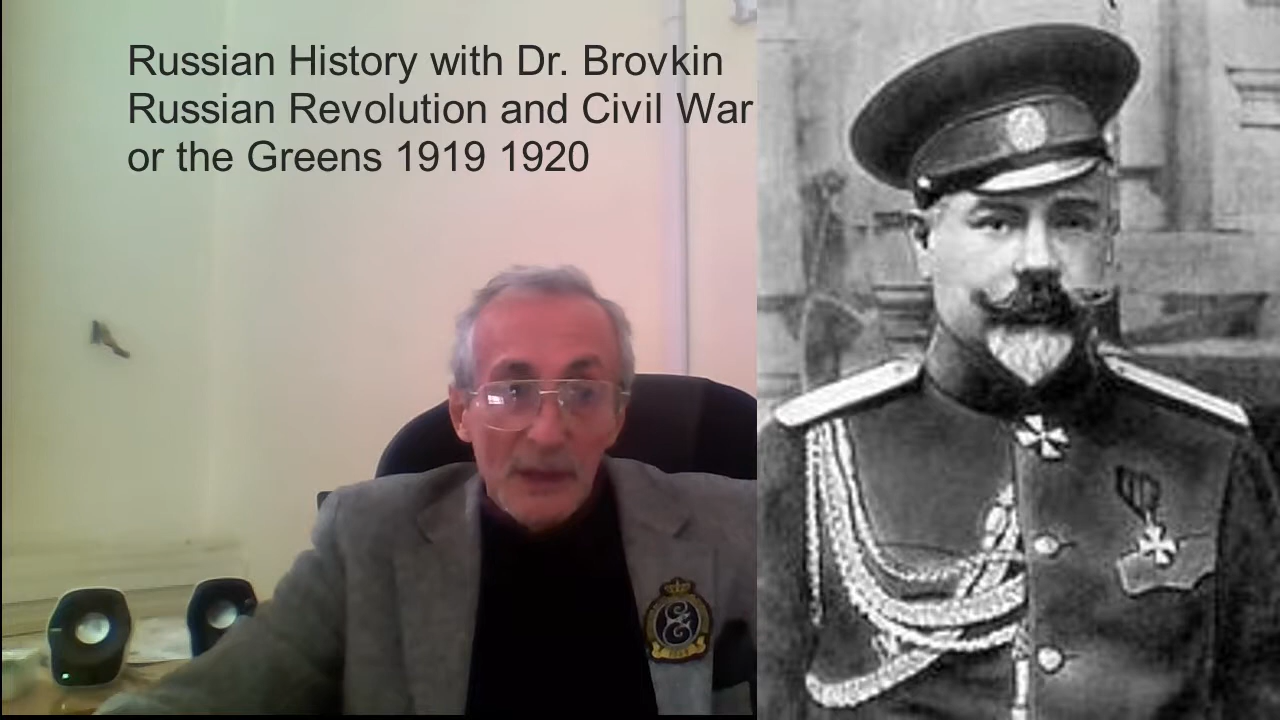 Russian History with Dr. Brovkin
Russian Revolution and Civil War
or the Greens 1919 1920